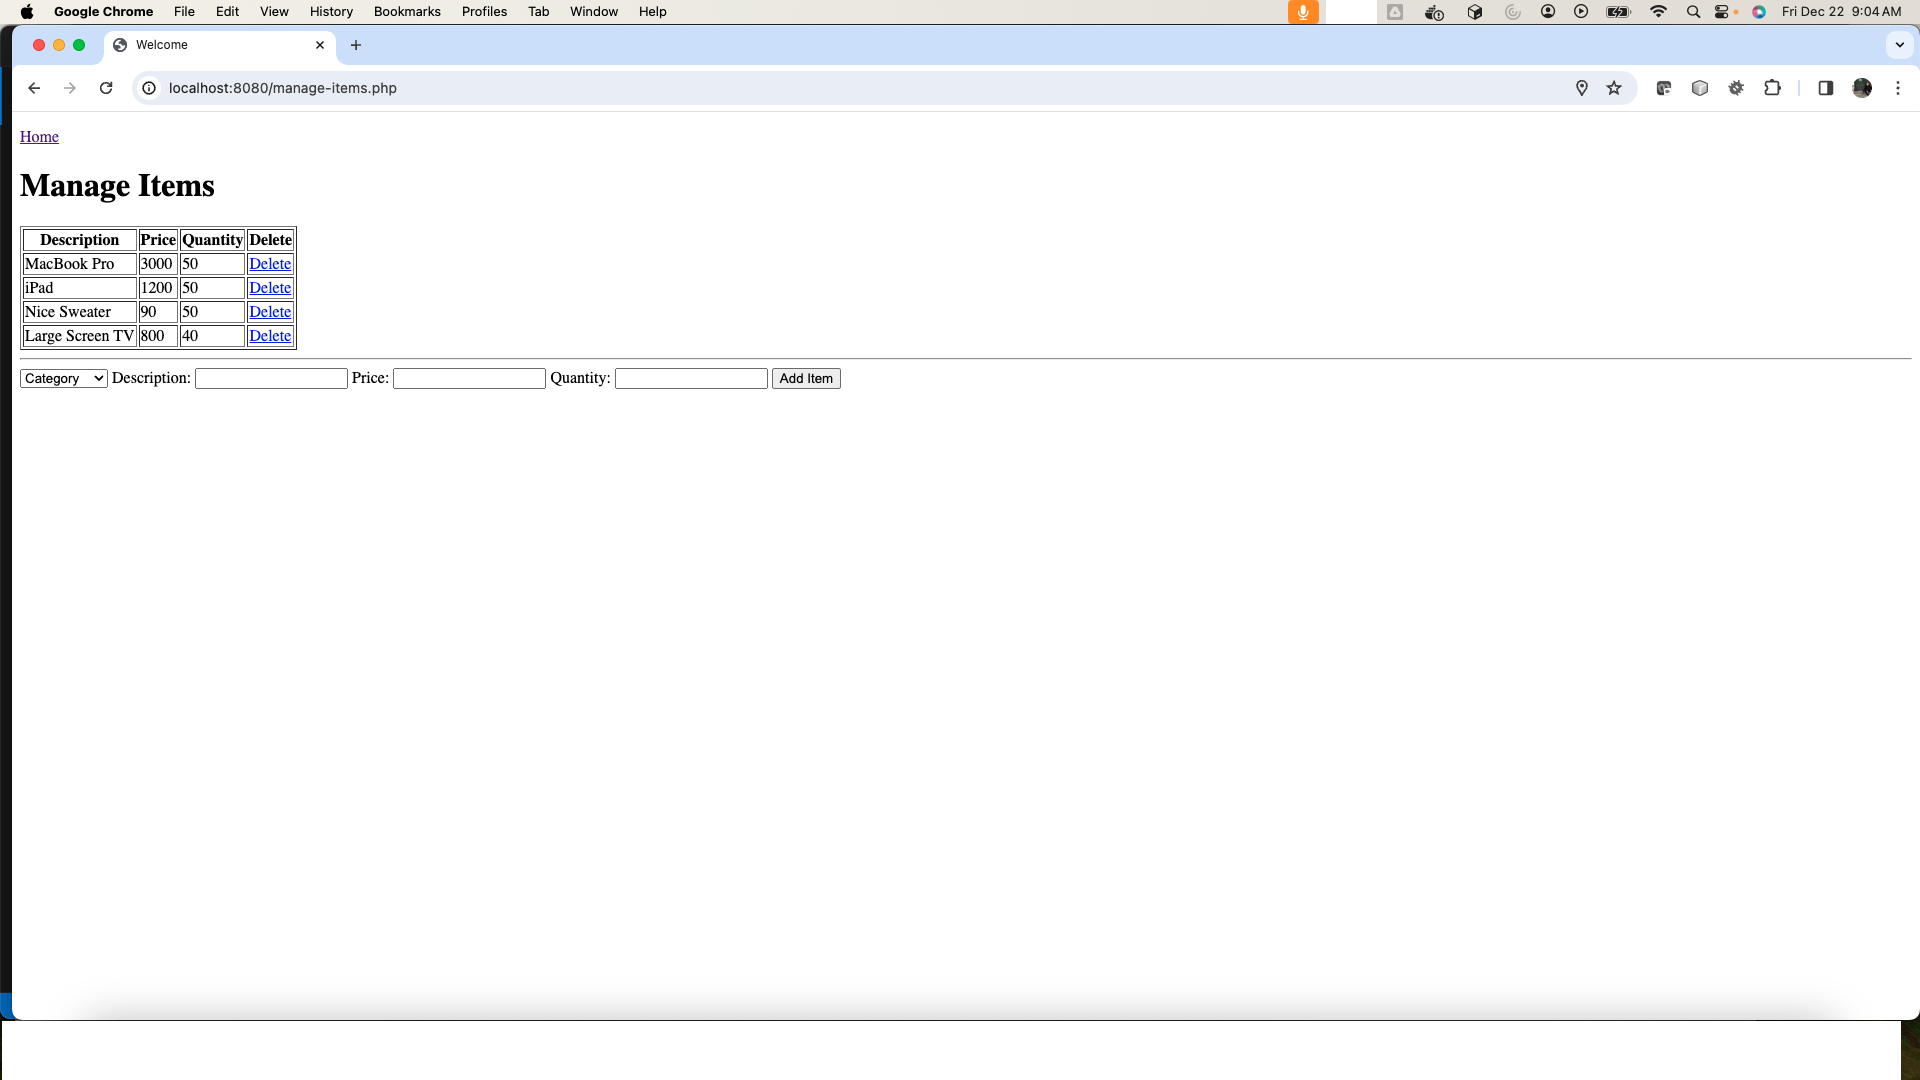 Google Chrome File Edit View History Bookmarks Profiles Tab Window Help Fri Dec 22 9:04 AM
Welcome
localhost:8080/manage-items.php
Home
Manage Items
Description Price Quantity Delete
MacBook Pro 3000 50 Delete
iPad 1200 50 Delete
Nice Sweater 90 50 Delete
Large Screen TV 800 40 Delete
Category Description: Price: Quantity: Add Item